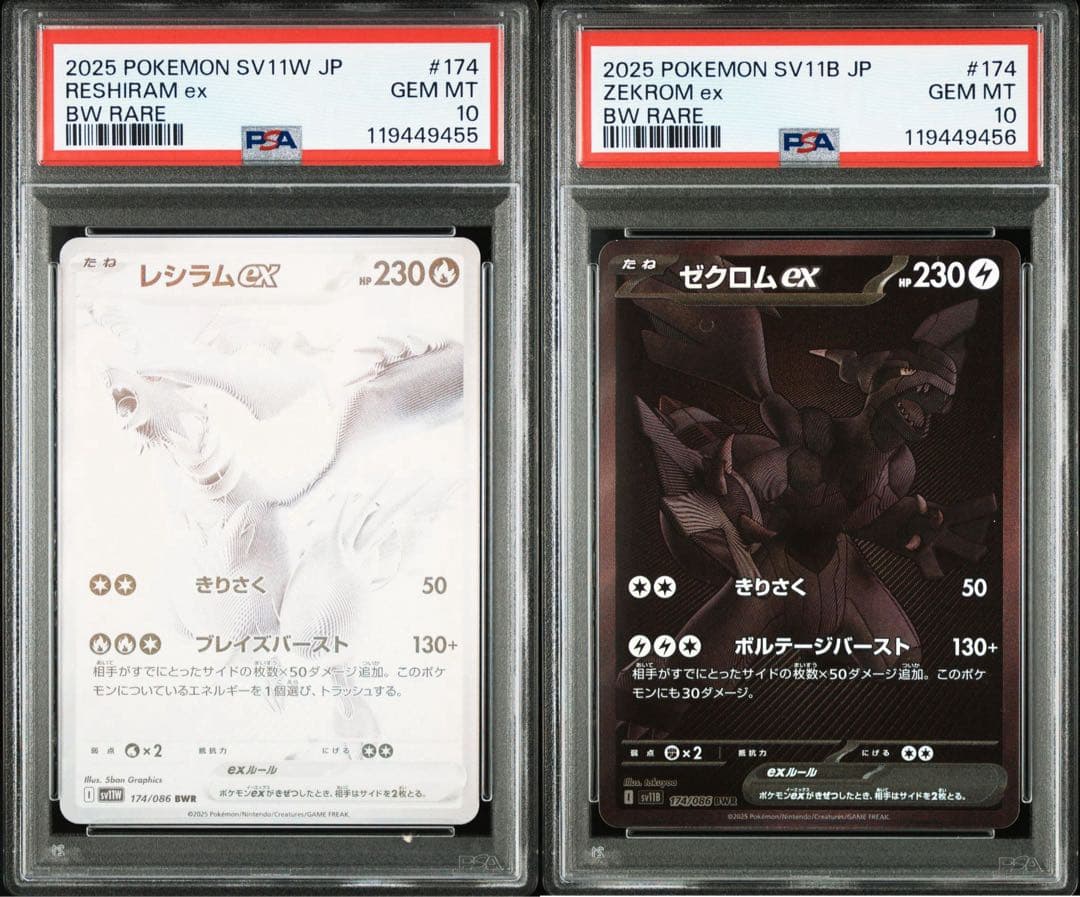 2025 POKEMON SV11W JP #174
RESHIRAM ex GEM MT
BW RARE 10
PSA 119449455
たね レシラムex HP230
きりさく 50
ブレイズバースト 130+
相手がすでにとったサイドの枚数×50ダメージ追加。このポケ
モンについているエネルギーを1個選び、トラッシュする。
弱点 ×2 抵抗力 にげる
exルール
ポケモンexがきぜつしたとき、相手はサイドを2枚とる。
Illus. 5ban Graphics
I sv11W 174/086 BWR
©2025 Pokémon/Nintendo/Creatures/GAME FREAK.
PSA
2025 POKEMON SV11B JP #174
ZEKROM ex GEM MT
BW RARE 10
PSA 119449456
たね ゼクロムex HP230
きりさく 50
ボルテージバースト 130+
相手がすでにとったサイドの枚数×50ダメージ追加。このポケ
モンにも30ダメージ。
弱点 ×2 抵抗力 にげる
exルール
ポケモンexがきぜつしたとき、相手はサイドを2枚とる。
Illus. takuyoa
I sv11B 174/086 BWR
©2025 Pokémon/Nintendo/Creatures/GAME FREAK.
PSA